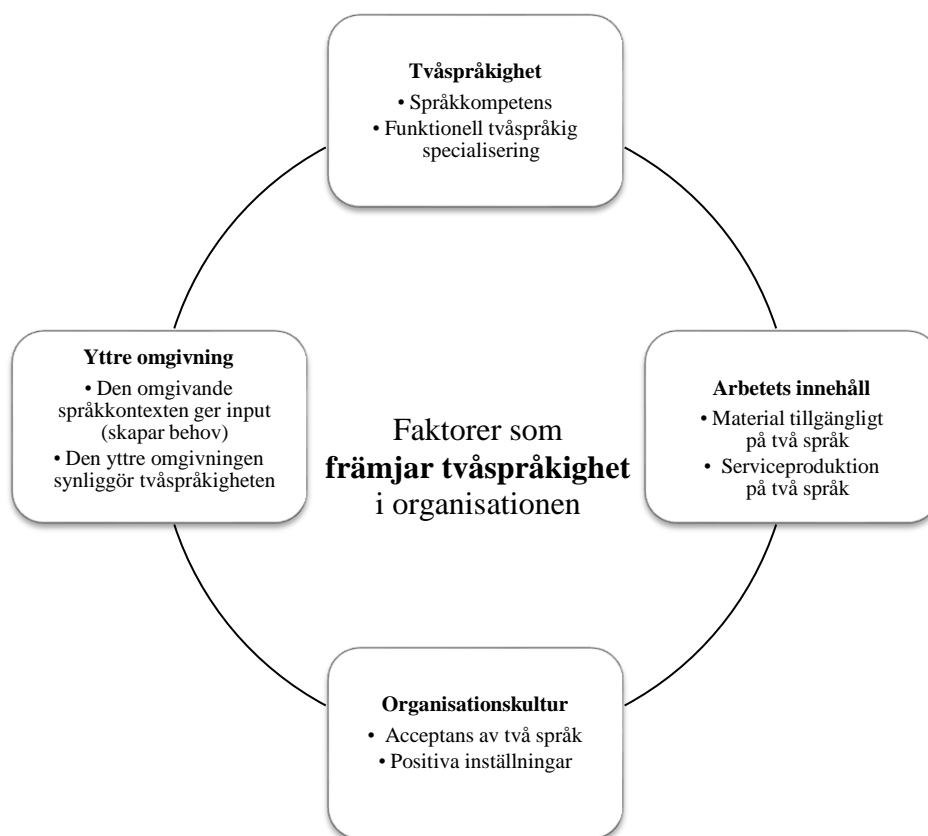 Tvåspråkighet
• Språkkompetens
• Funktionell tvåspråkig
specialisering
Yttre omgivning
• Den omgivande
språkkontexten ger input
(skapar behov)
• Den yttre omgivningen
synliggör tvåspråkigheten
Faktorer som
främjar tvåspråkighet
i organisationen
Arbetets innehåll
• Material tillgängligt
på två språk
• Serviceproduktion
på två språk
Organisationskultur
• Acceptans av två språk
• Positiva inställningar